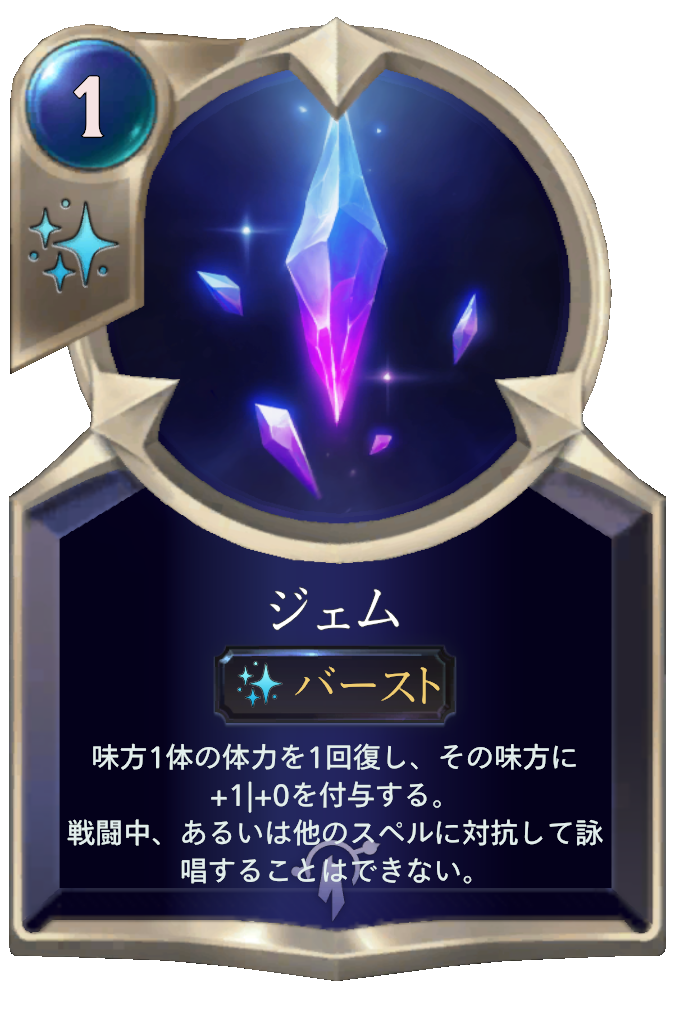 1
ジェム
バースト
味方1体の体力を1回復し、その味方に
+1|+0を付与する。
戦闘中、あるいは他のスペルに対抗して詠
唱することはできない。